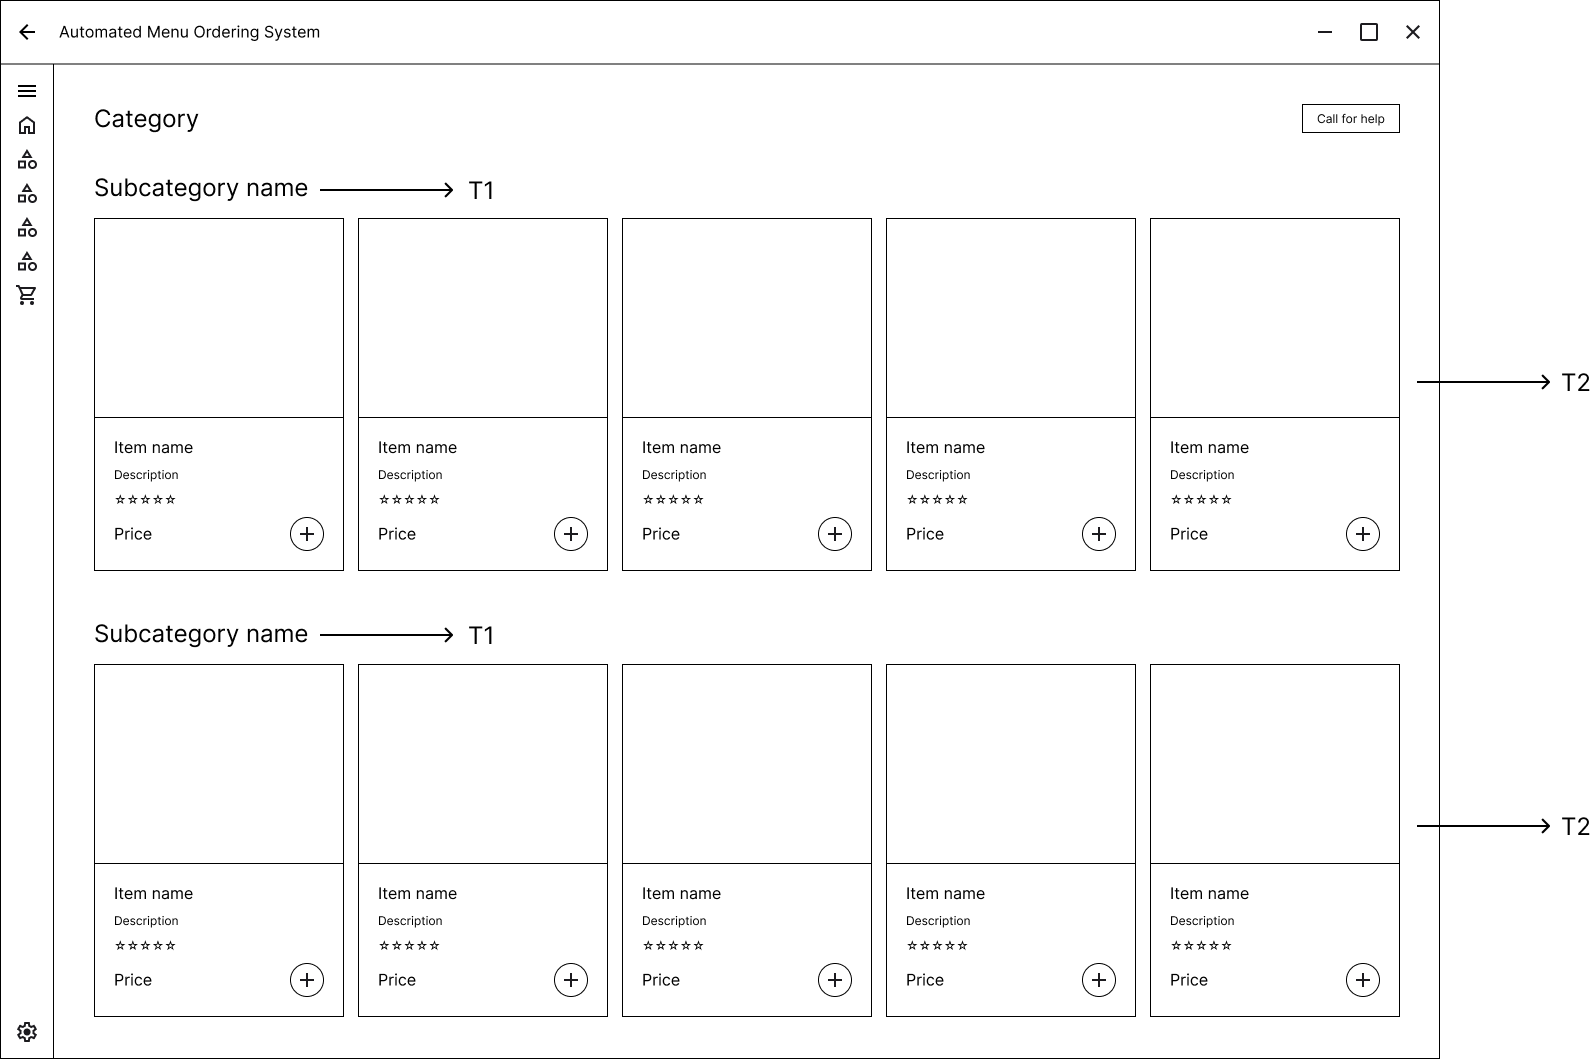 Automated Menu Ordering System
Category
Call for help
Subcategory name T1
T2
Item name Item name Item name Item name Item name
Description Description Description Description Description
Price Price Price Price Price
Subcategory name T1
T2
Item name Item name Item name Item name Item name
Description Description Description Description Description
Price Price Price Price Price